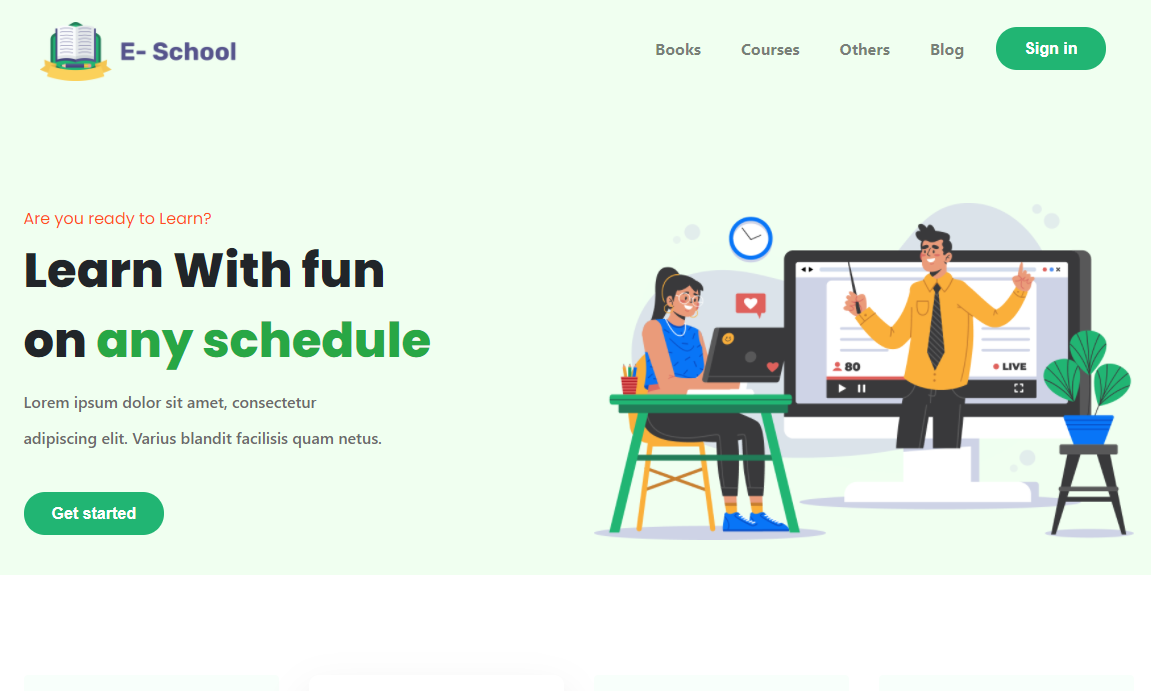 E- School
Books
Courses
Others
Blog
Sign in
Are you ready to Learn?
Learn With fun
on any schedule
Lorem ipsum dolor sit amet, consectetur
adipiscing elit. Varius blandit facilisis quam netus.
Get started
80
LIVE